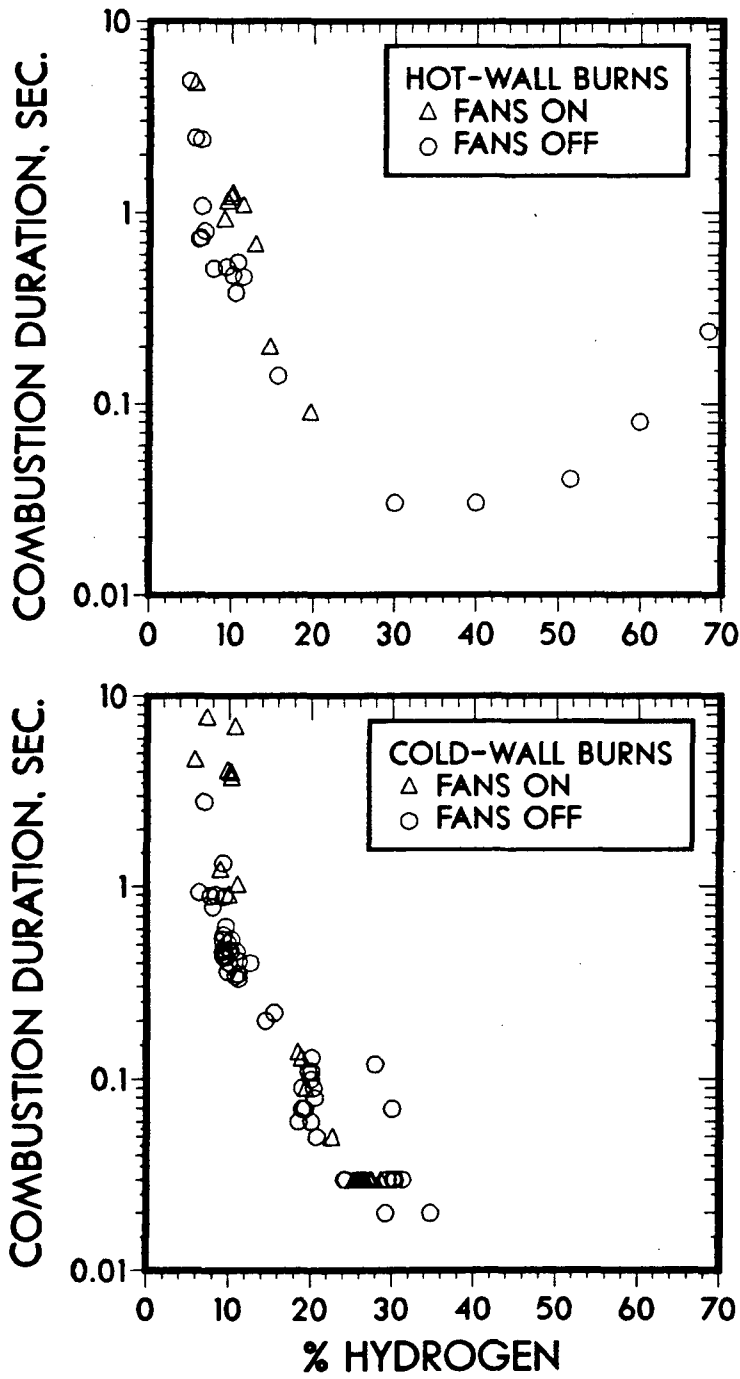 COMBUSTION DURATION, SEC.
10
1
0.1
0.01
HOT-WALL BURNS
△ FANS ON
○ FANS OFF
0 10 20 30 40 50 60 70
COMBUSTION DURATION, SEC.
10
1
0.1
0.01
COLD-WALL BURNS
△ FANS ON
○ FANS OFF
0 10 20 30 40 50 60 70
% HYDROGEN